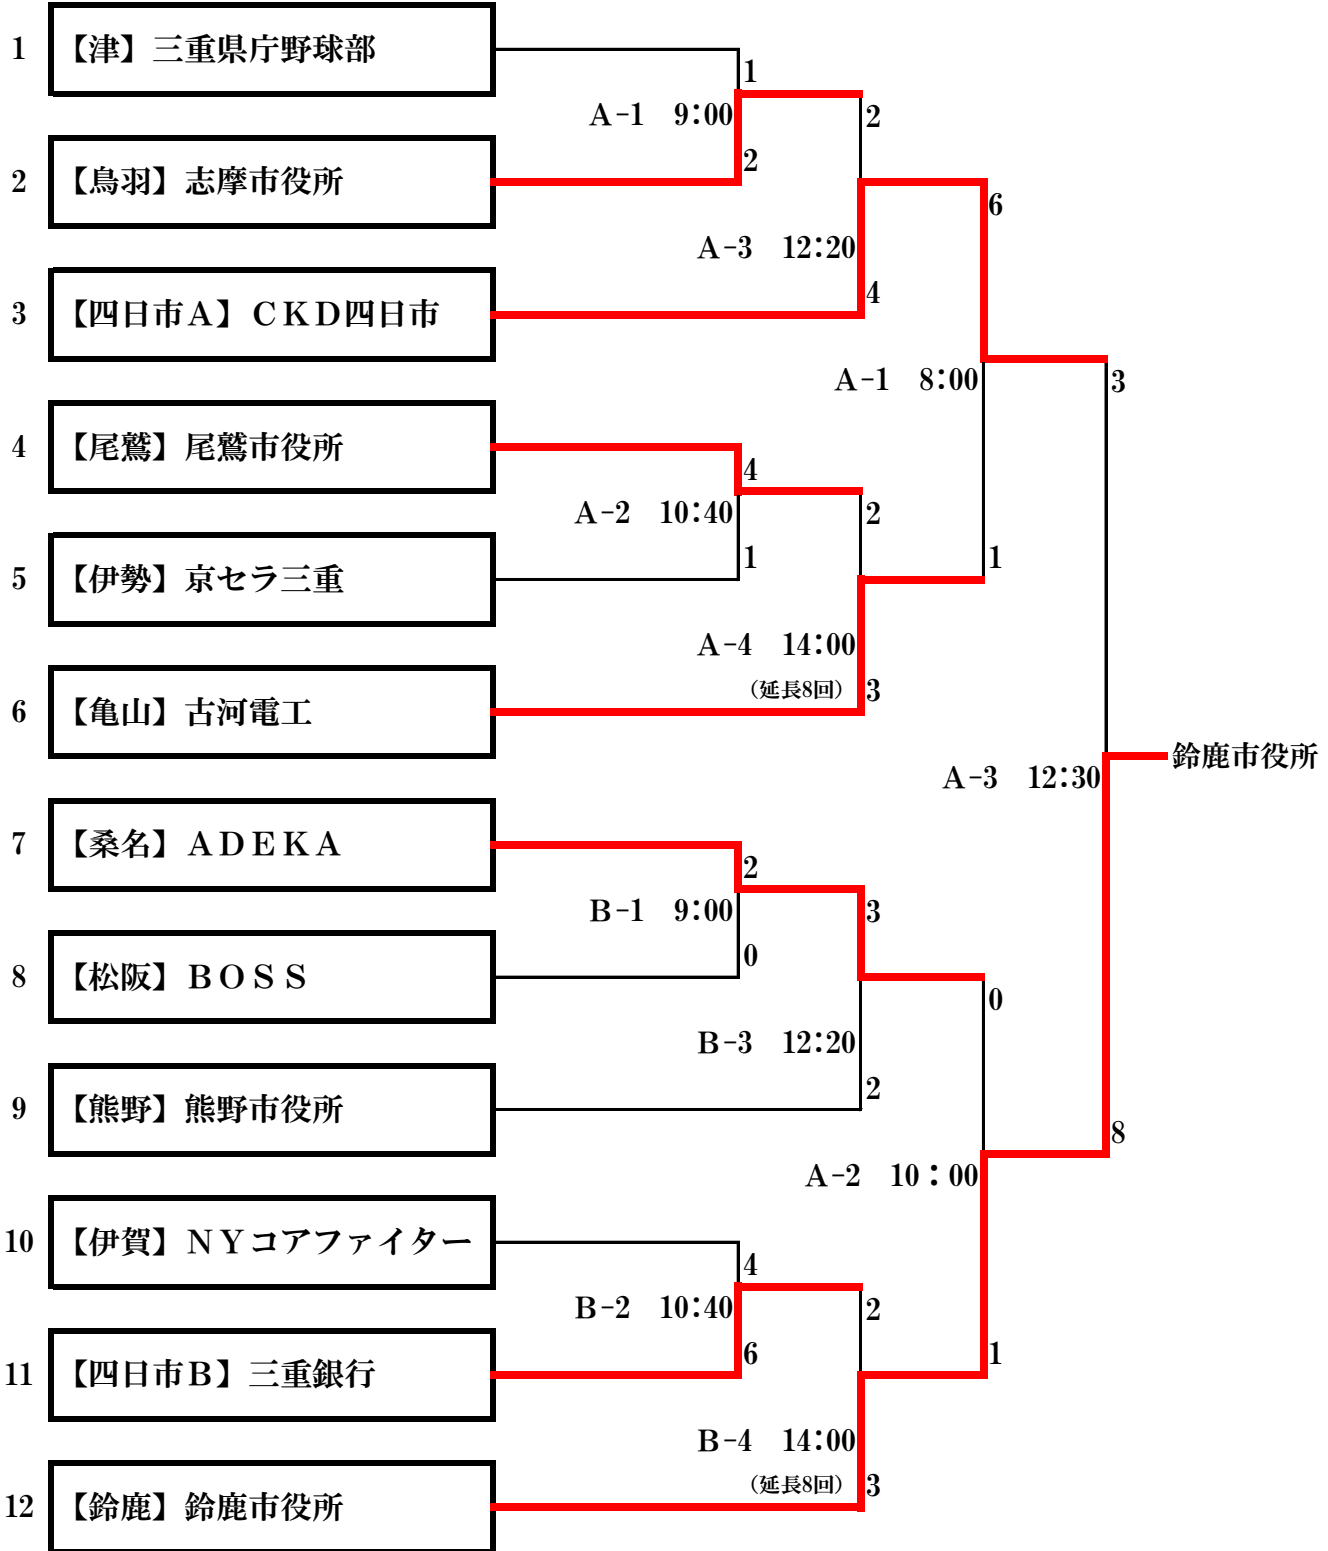 1 【津】三重県庁野球部
1
A-1 9:00
2
2
2 【鳥羽】志摩市役所
6
A-3 12:20
4
3 【四日市A】CKD四日市
A-1 8:00
3
4 【尾鷲】尾鷲市役所
4
A-2 10:40
2
1
1
5 【伊勢】京セラ三重
A-4 14:00
(延長8回)
3
6 【亀山】古河電工
鈴鹿市役所
A-3 12:30
7 【桑名】ADEKA
2
B-1 9:00
3
0
8 【松阪】BOSS
0
B-3 12:20
2
9 【熊野】熊野市役所
8
A-2 10:00
10 【伊賀】NYコアファイター
4
B-2 10:40
2
6
1
11 【四日市B】三重銀行
B-4 14:00
(延長8回)
3
12 【鈴鹿】鈴鹿市役所